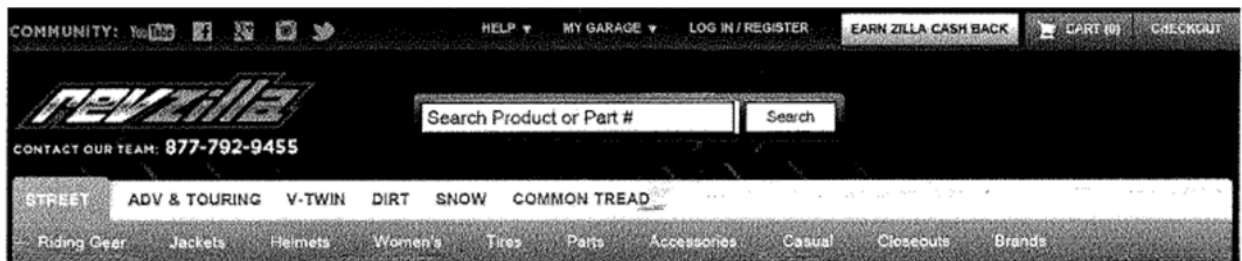 COMMUNITY: YouTube HELP ▼ MY GARAGE ▼ LOG IN / REGISTER EARN ZILLA CASH BACK CART (0) CHECKOUT
revzilla
Search Product or Part # Search
CONTACT OUR TEAM: 877-792-9455
STREET ADV & TOURING V-TWIN DIRT SNOW COMMON TREAD
Riding Gear Jackets Helmets Women's Tires Parts Accessories Casual Closeouts Brands